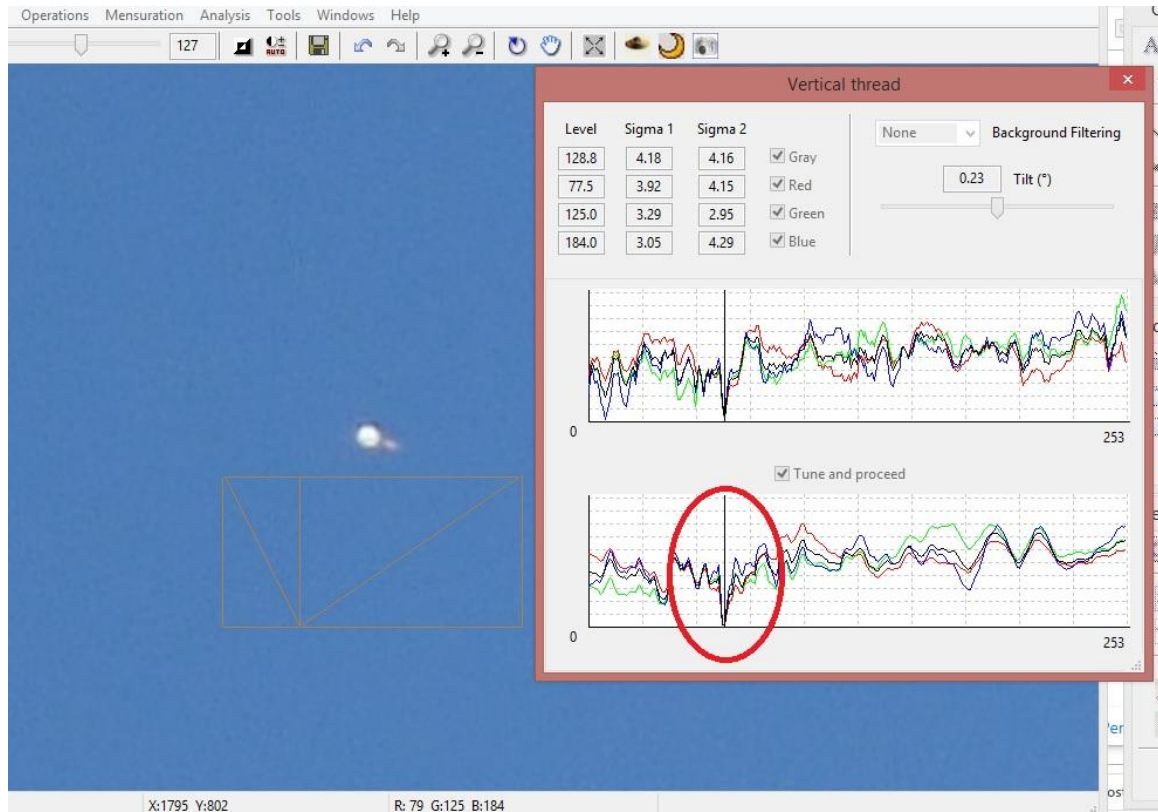 Operations Mensuration Analysis Tools Windows Help
127 AUTO
Vertical thread
Level Sigma 1 Sigma 2
None Background Filtering
128.8 4.18 4.16 Gray
77.5 3.92 4.15 Red
0.23 Tilt (°)
125.0 3.29 2.95 Green
184.0 3.05 4.29 Blue
0
253
Tune and proceed
0
253
X:1795 Y:802 R: 79 G:125 B:184